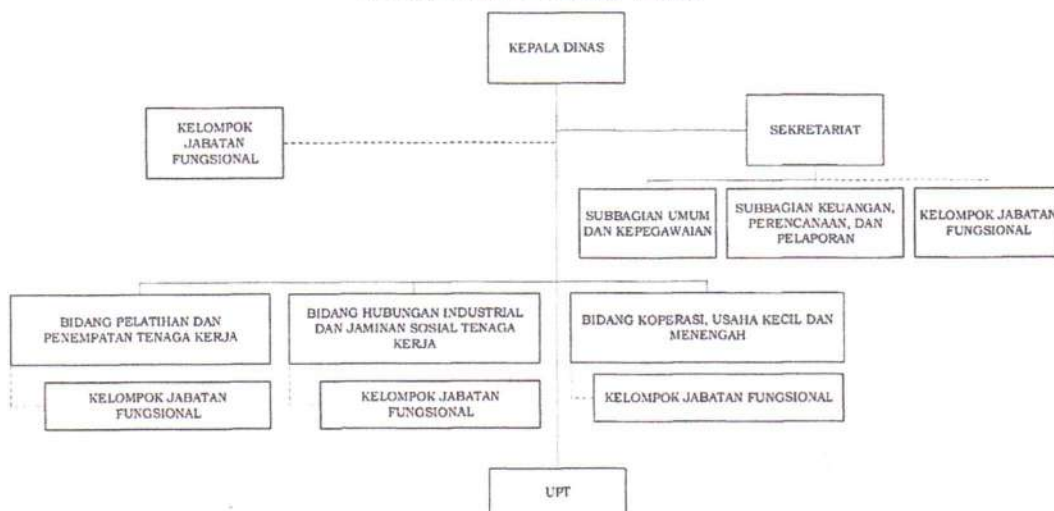 KEPALA DINAS
KELOMPOK
JABATAN
FUNGSIONAL
SEKRETARIAT
SUBBAGIAN UMUM
DAN KEPEGAWAIAN
SUBBAGIAN KEUANGAN,
PERENCANAAN, DAN
PELAPORAN
KELOMPOK JABATAN
FUNGSIONAL
BIDANG PELATIHAN DAN
PENEMPATAN TENAGA KERJA
BIDANG HUBUNGAN INDUSTRIAL
DAN JAMINAN SOSIAL TENAGA
KERJA
BIDANG KOPERASI, USAHA KECIL DAN
MENENGAH
KELOMPOK JABATAN
FUNGSIONAL
KELOMPOK JABATAN
FUNGSIONAL
KELOMPOK JABATAN FUNGSIONAL
UPT